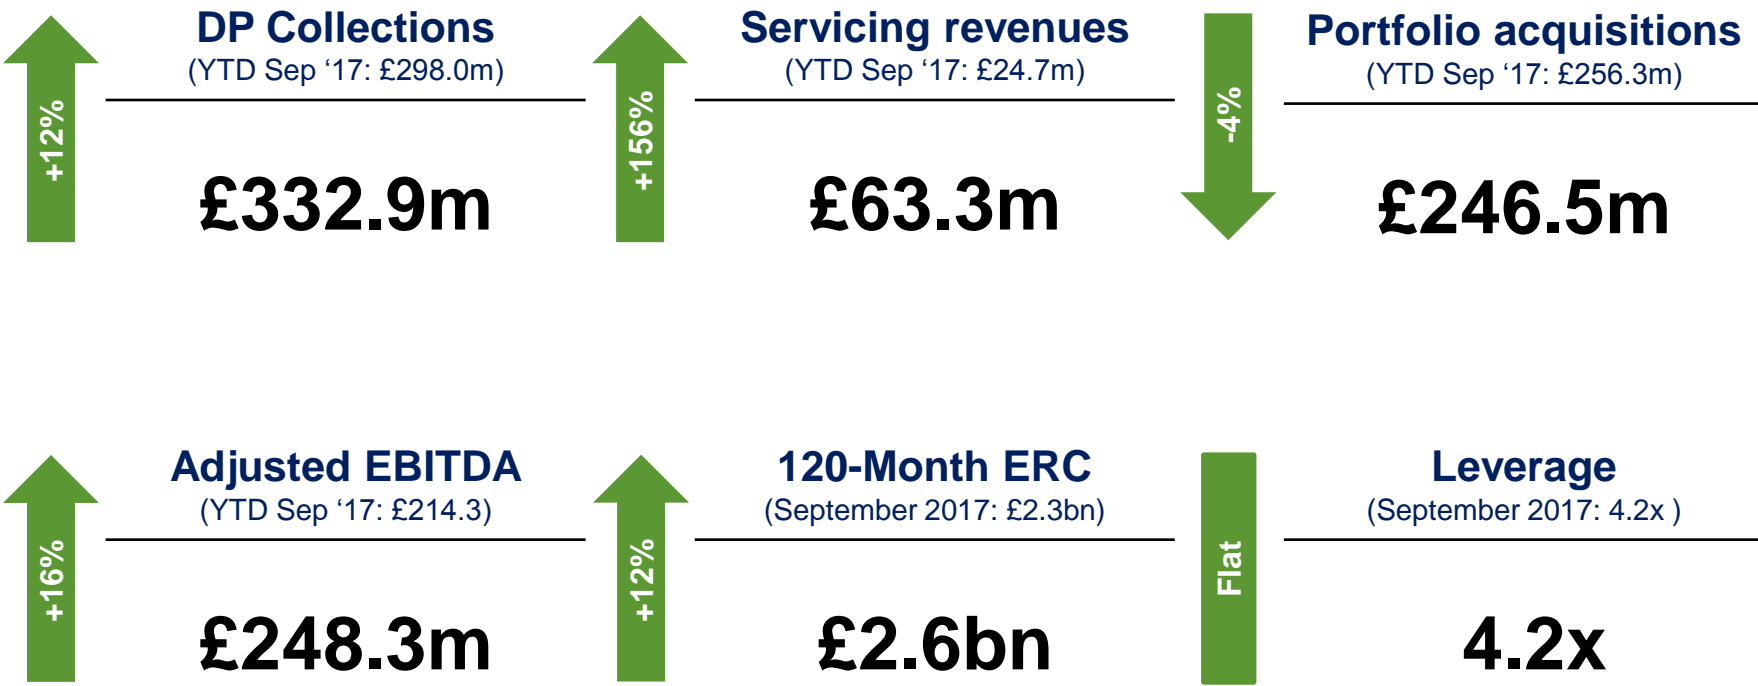 DP Collections
(YTD Sep ‘17: £298.0m)
+12%
£332.9m
Servicing revenues
(YTD Sep ‘17: £24.7m)
+156%
£63.3m
Portfolio acquisitions
(YTD Sep ‘17: £256.3m)
-4%
£246.5m
Adjusted EBITDA
(YTD Sep ‘17: £214.3)
+16%
£248.3m
120-Month ERC
(September 2017: £2.3bn)
+12%
£2.6bn
Leverage
(September 2017: 4.2x )
Flat
4.2x